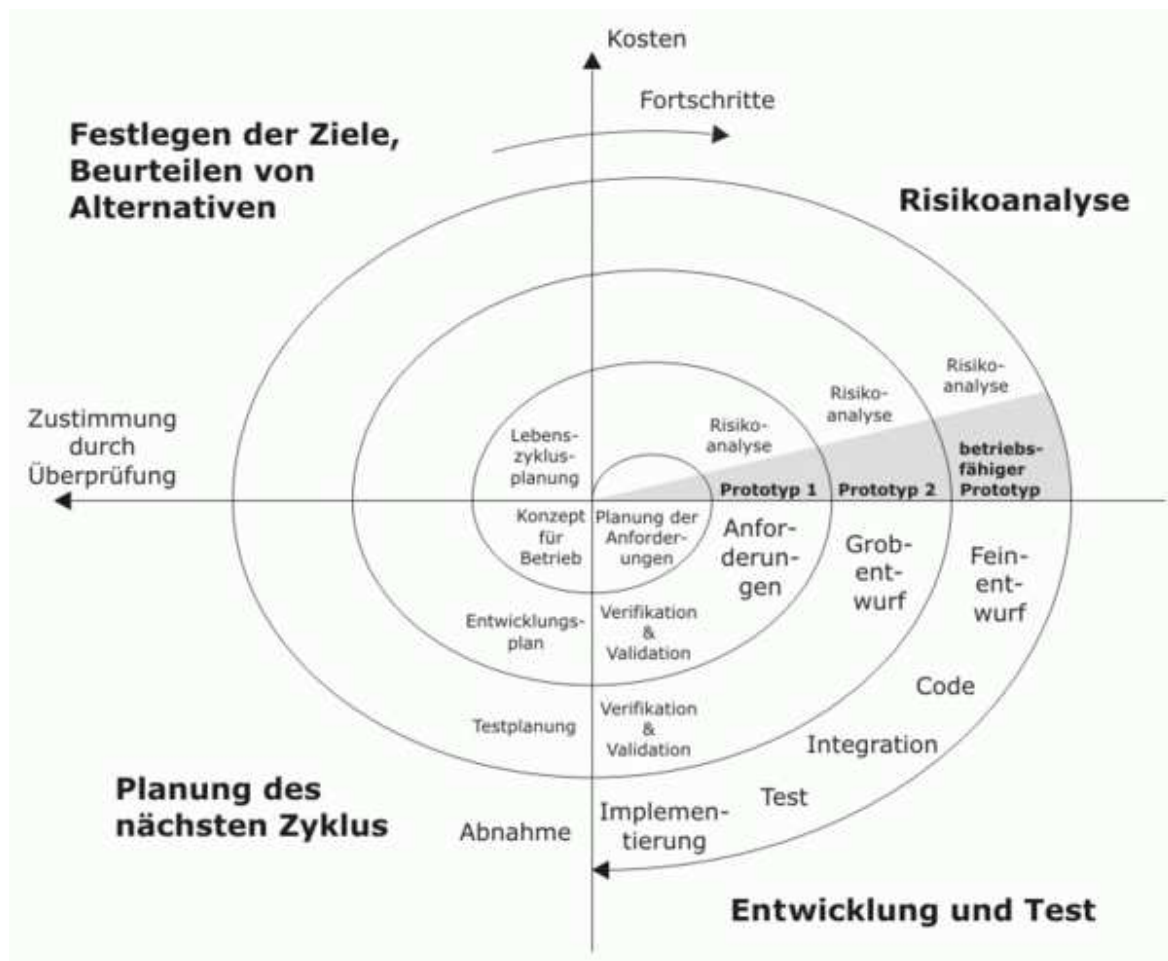 Kosten
Fortschritte
Festlegen der Ziele,
Beurteilen von
Alternativen
Risikoanalyse
Zustimmung
durch
Überprüfung
Lebens-
zyklus-
planung
Risiko-
analyse
Risiko-
analyse
Risiko-
analyse
Prototyp 1
Prototyp 2
betriebs-
fähiger
Prototyp
Konzept
für
Betrieb
Planung der
Anforder-
ungen
Anfor-
derun-
gen
Grob-
ent-
wurf
Fein-
ent-
wurf
Entwicklungs-
plan
Verifikation
&
Validation
Code
Testplanung
Verifikation
&
Validation
Integration
Planung des
nächsten Zyklus
Abnahme
Implemen-
tierung
Test
Entwicklung und Test